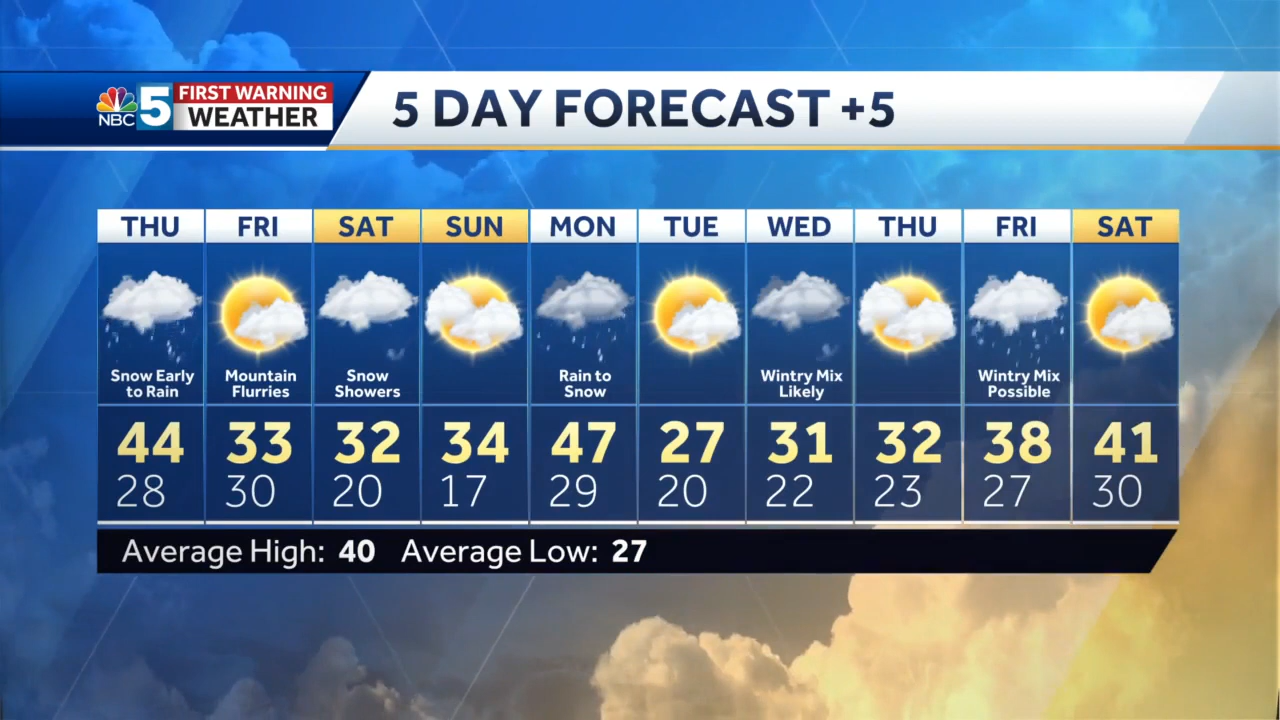 NBC 5 FIRST WARNING
WEATHER
5 DAY FORECAST +5
THU FRI SAT SUN MON TUE WED THU FRI SAT
Snow Early Mountain Snow Rain to Wintry Mix Wintry Mix
to Rain Flurries Showers Snow Likely Possible
44 33 32 34 47 27 31 32 38 41
28 30 20 17 29 20 22 23 27 30
Average High: 40 Average Low: 27